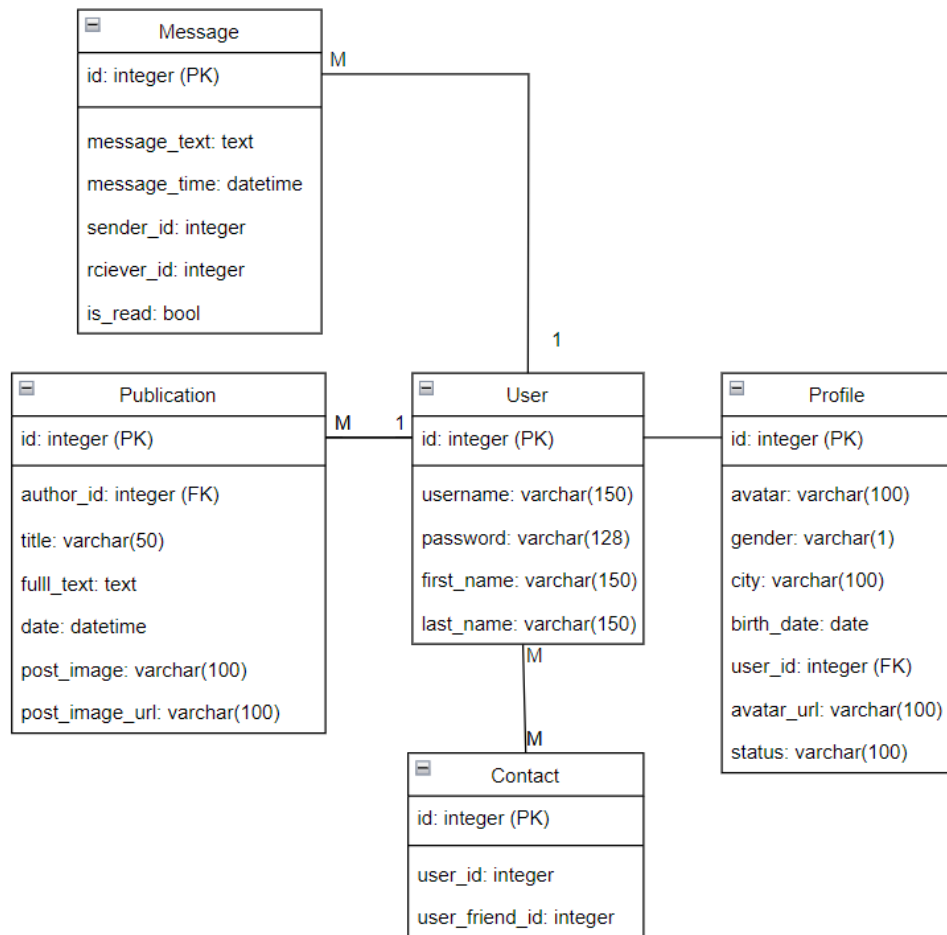 Message
id: integer (PK)
message_text: text
message_time: datetime
sender_id: integer
rciever_id: integer
is_read: bool
M
1
Publication
id: integer (PK)
author_id: integer (FK)
title: varchar(50)
fulll_text: text
date: datetime
post_image: varchar(100)
post_image_url: varchar(100)
M
1
User
id: integer (PK)
username: varchar(150)
password: varchar(128)
first_name: varchar(150)
last_name: varchar(150)
Profile
id: integer (PK)
avatar: varchar(100)
gender: varchar(1)
city: varchar(100)
birth_date: date
user_id: integer (FK)
avatar_url: varchar(100)
status: varchar(100)
M
M
Contact
id: integer (PK)
user_id: integer
user_friend_id: integer